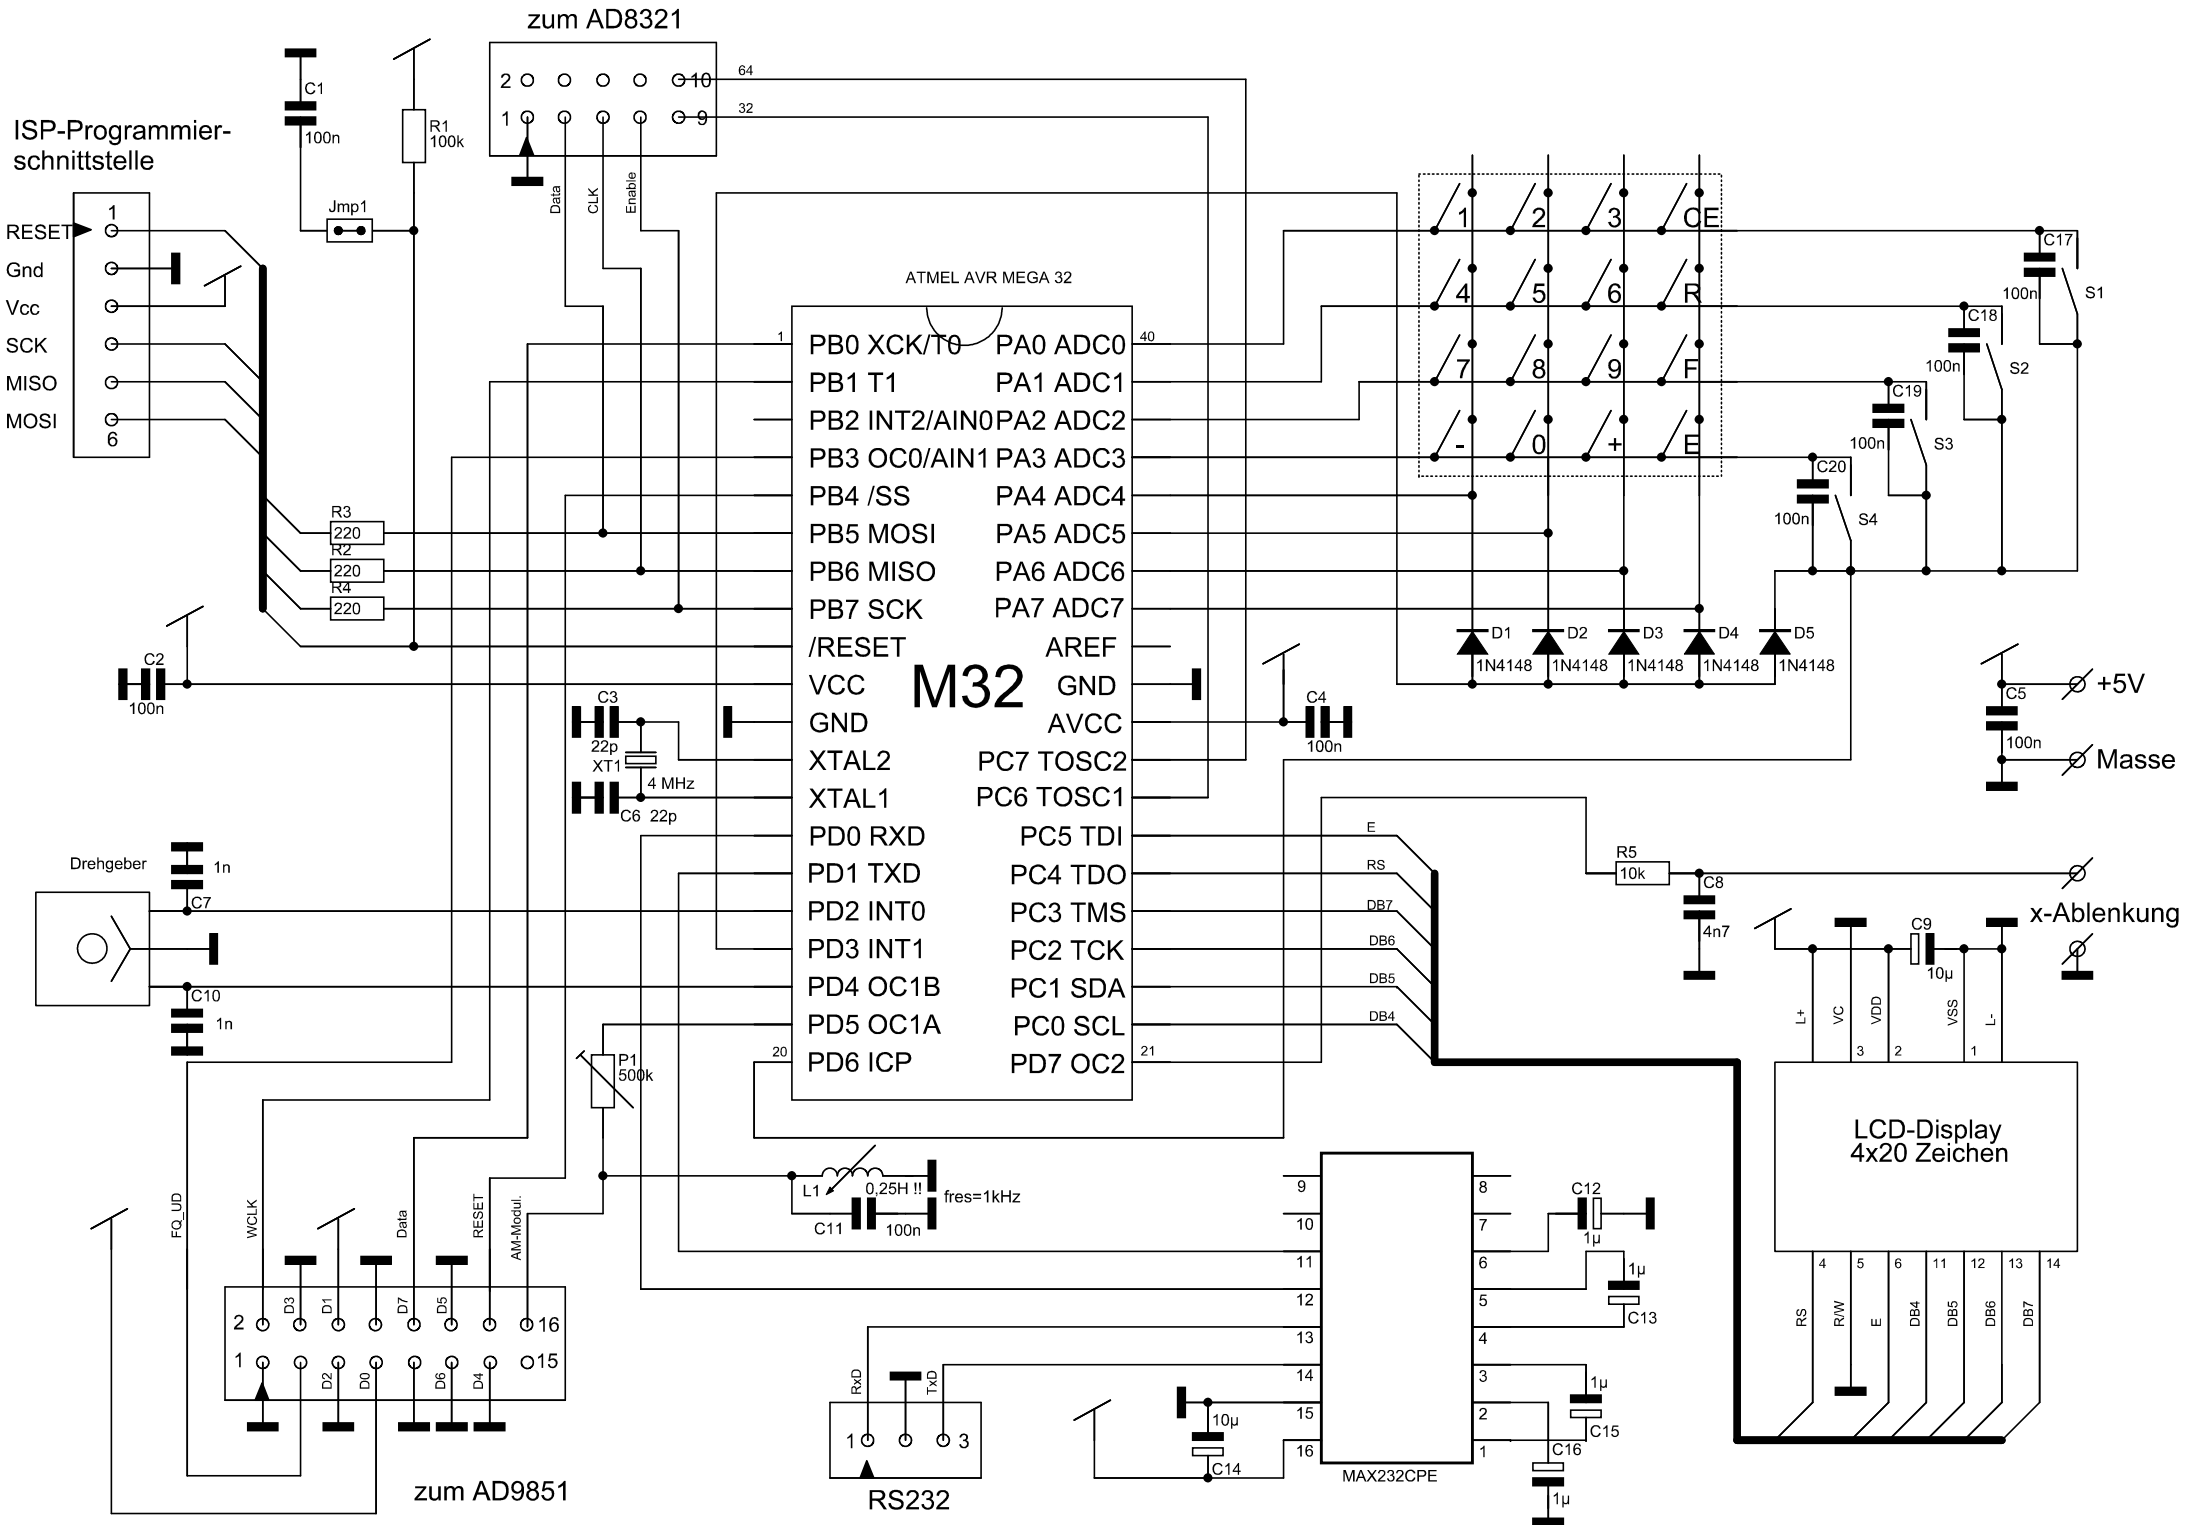 zum AD8321
2
10
64
1
9
32
Data
CLK
Enable
C1
100n
R1
100k
Jmp1
ISP-Programmier-
schnittstelle
1
RESET
Gnd
Vcc
SCK
MISO
MOSI
6
R3
220
R2
220
R4
220
C2
100n
ATMEL AVR MEGA 32
1
40
PB0 XCK/T0 PA0 ADC0
PB1 T1 PA1 ADC1
PB2 INT2/AIN0 PA2 ADC2
PB3 OC0/AIN1 PA3 ADC3
PB4 /SS PA4 ADC4
PB5 MOSI PA5 ADC5
PB6 MISO PA6 ADC6
PB7 SCK PA7 ADC7
/RESET AREF
VCC GND
M32
GND AVCC
XTAL2 PC7 TOSC2
XTAL1 PC6 TOSC1
PD0 RXD PC5 TDI
PD1 TXD PC4 TDO
PD2 INT0 PC3 TMS
PD3 INT1 PC2 TCK
PD4 OC1B PC1 SDA
PD5 OC1A PC0 SCL
PD6 ICP PD7 OC2
20
21
C3
22p
XT1
4 MHz
C6 22p
C4
100n
1 2 3 CE
4 5 6 R
7 8 9 F
- 0 + E
C17
100n
S1
C18
100n
S2
C19
100n
S3
C20
100n
S4
D1
1N4148
D2
1N4148
D3
1N4148
D4
1N4148
D5
1N4148
+5V
C5
100n
Masse
E
RS
DB7
DB6
DB5
DB4
R5
10k
C8
4n7
x-Ablenkung
C9
10µ
L+
VC
VDD
VSS
L-
3
2
1
LCD-Display
4x20 Zeichen
4
5
6
11
12
13
14
RS
R/W
E
DB4
DB5
DB6
DB7
Drehgeber
1n
C7
C10
1n
P1
500k
L1
0,25H !!
fres=1kHz
C11
100n
FQ_UD
WCLK
Data
RESET
AM-Modul.
2
D3
D1
D7
D5
16
1
D2
D0
D6
D4
15
zum AD9851
9
10
11
12
13
14
15
16
8
7
6
5
4
3
2
1
MAX232CPE
C12
1µ
1µ
C13
1µ
C15
C16
1µ
10µ
C14
RxD
TxD
1
3
RS232